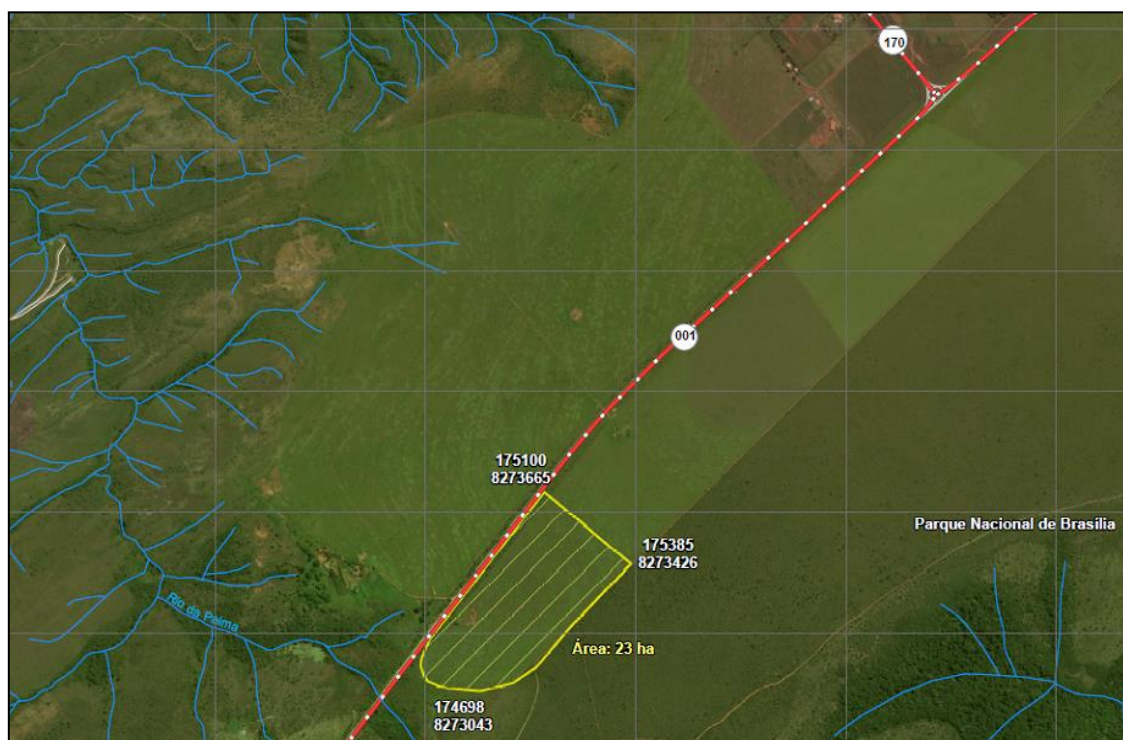 170
001
175100
8273665
Parque Nacional de Brasília
175385
8273426
Rio da Palma
Área: 23 ha
174698
8273043